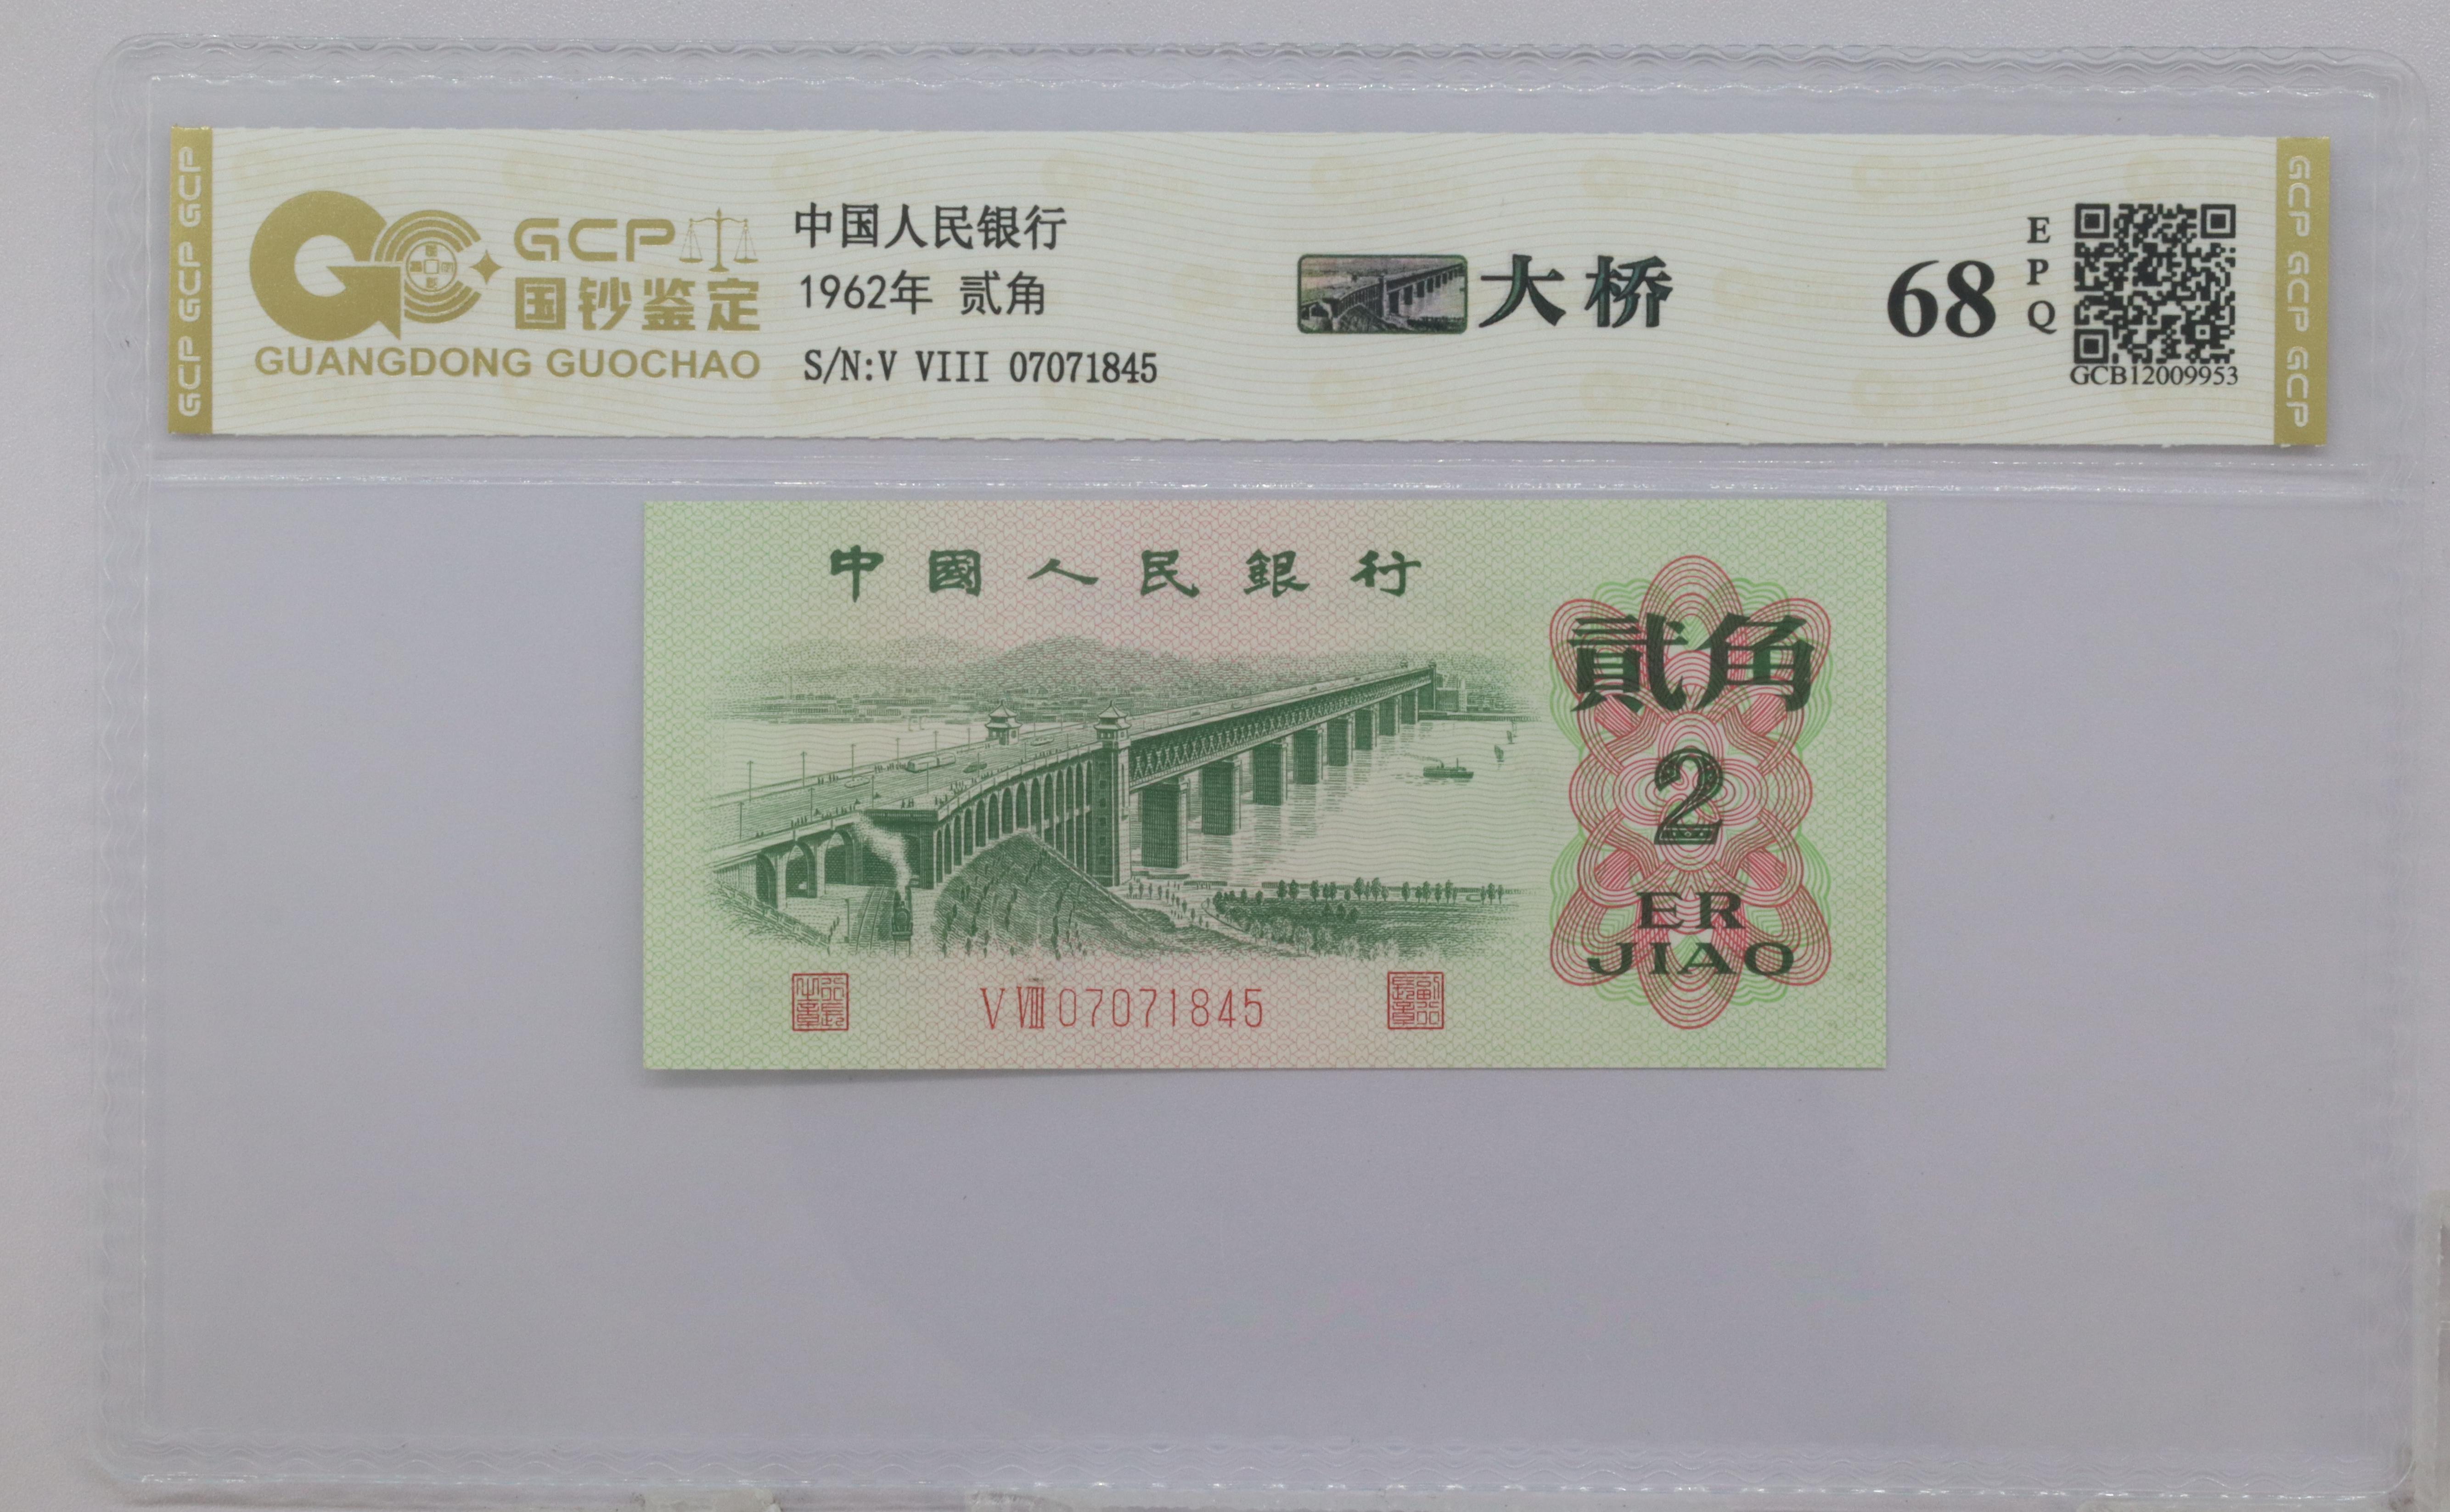 GCP GCP GCP
GCP
国钞鉴定
GUANGDONG GUOCHAO
中国人民银行
1962年 贰角
S/N:V VIII 07071845
大桥
68
EPQ
GCB12009953
GCP GCP GCP
中國人民銀行
貳角
2
ER
JIAO
V VIII 07071845